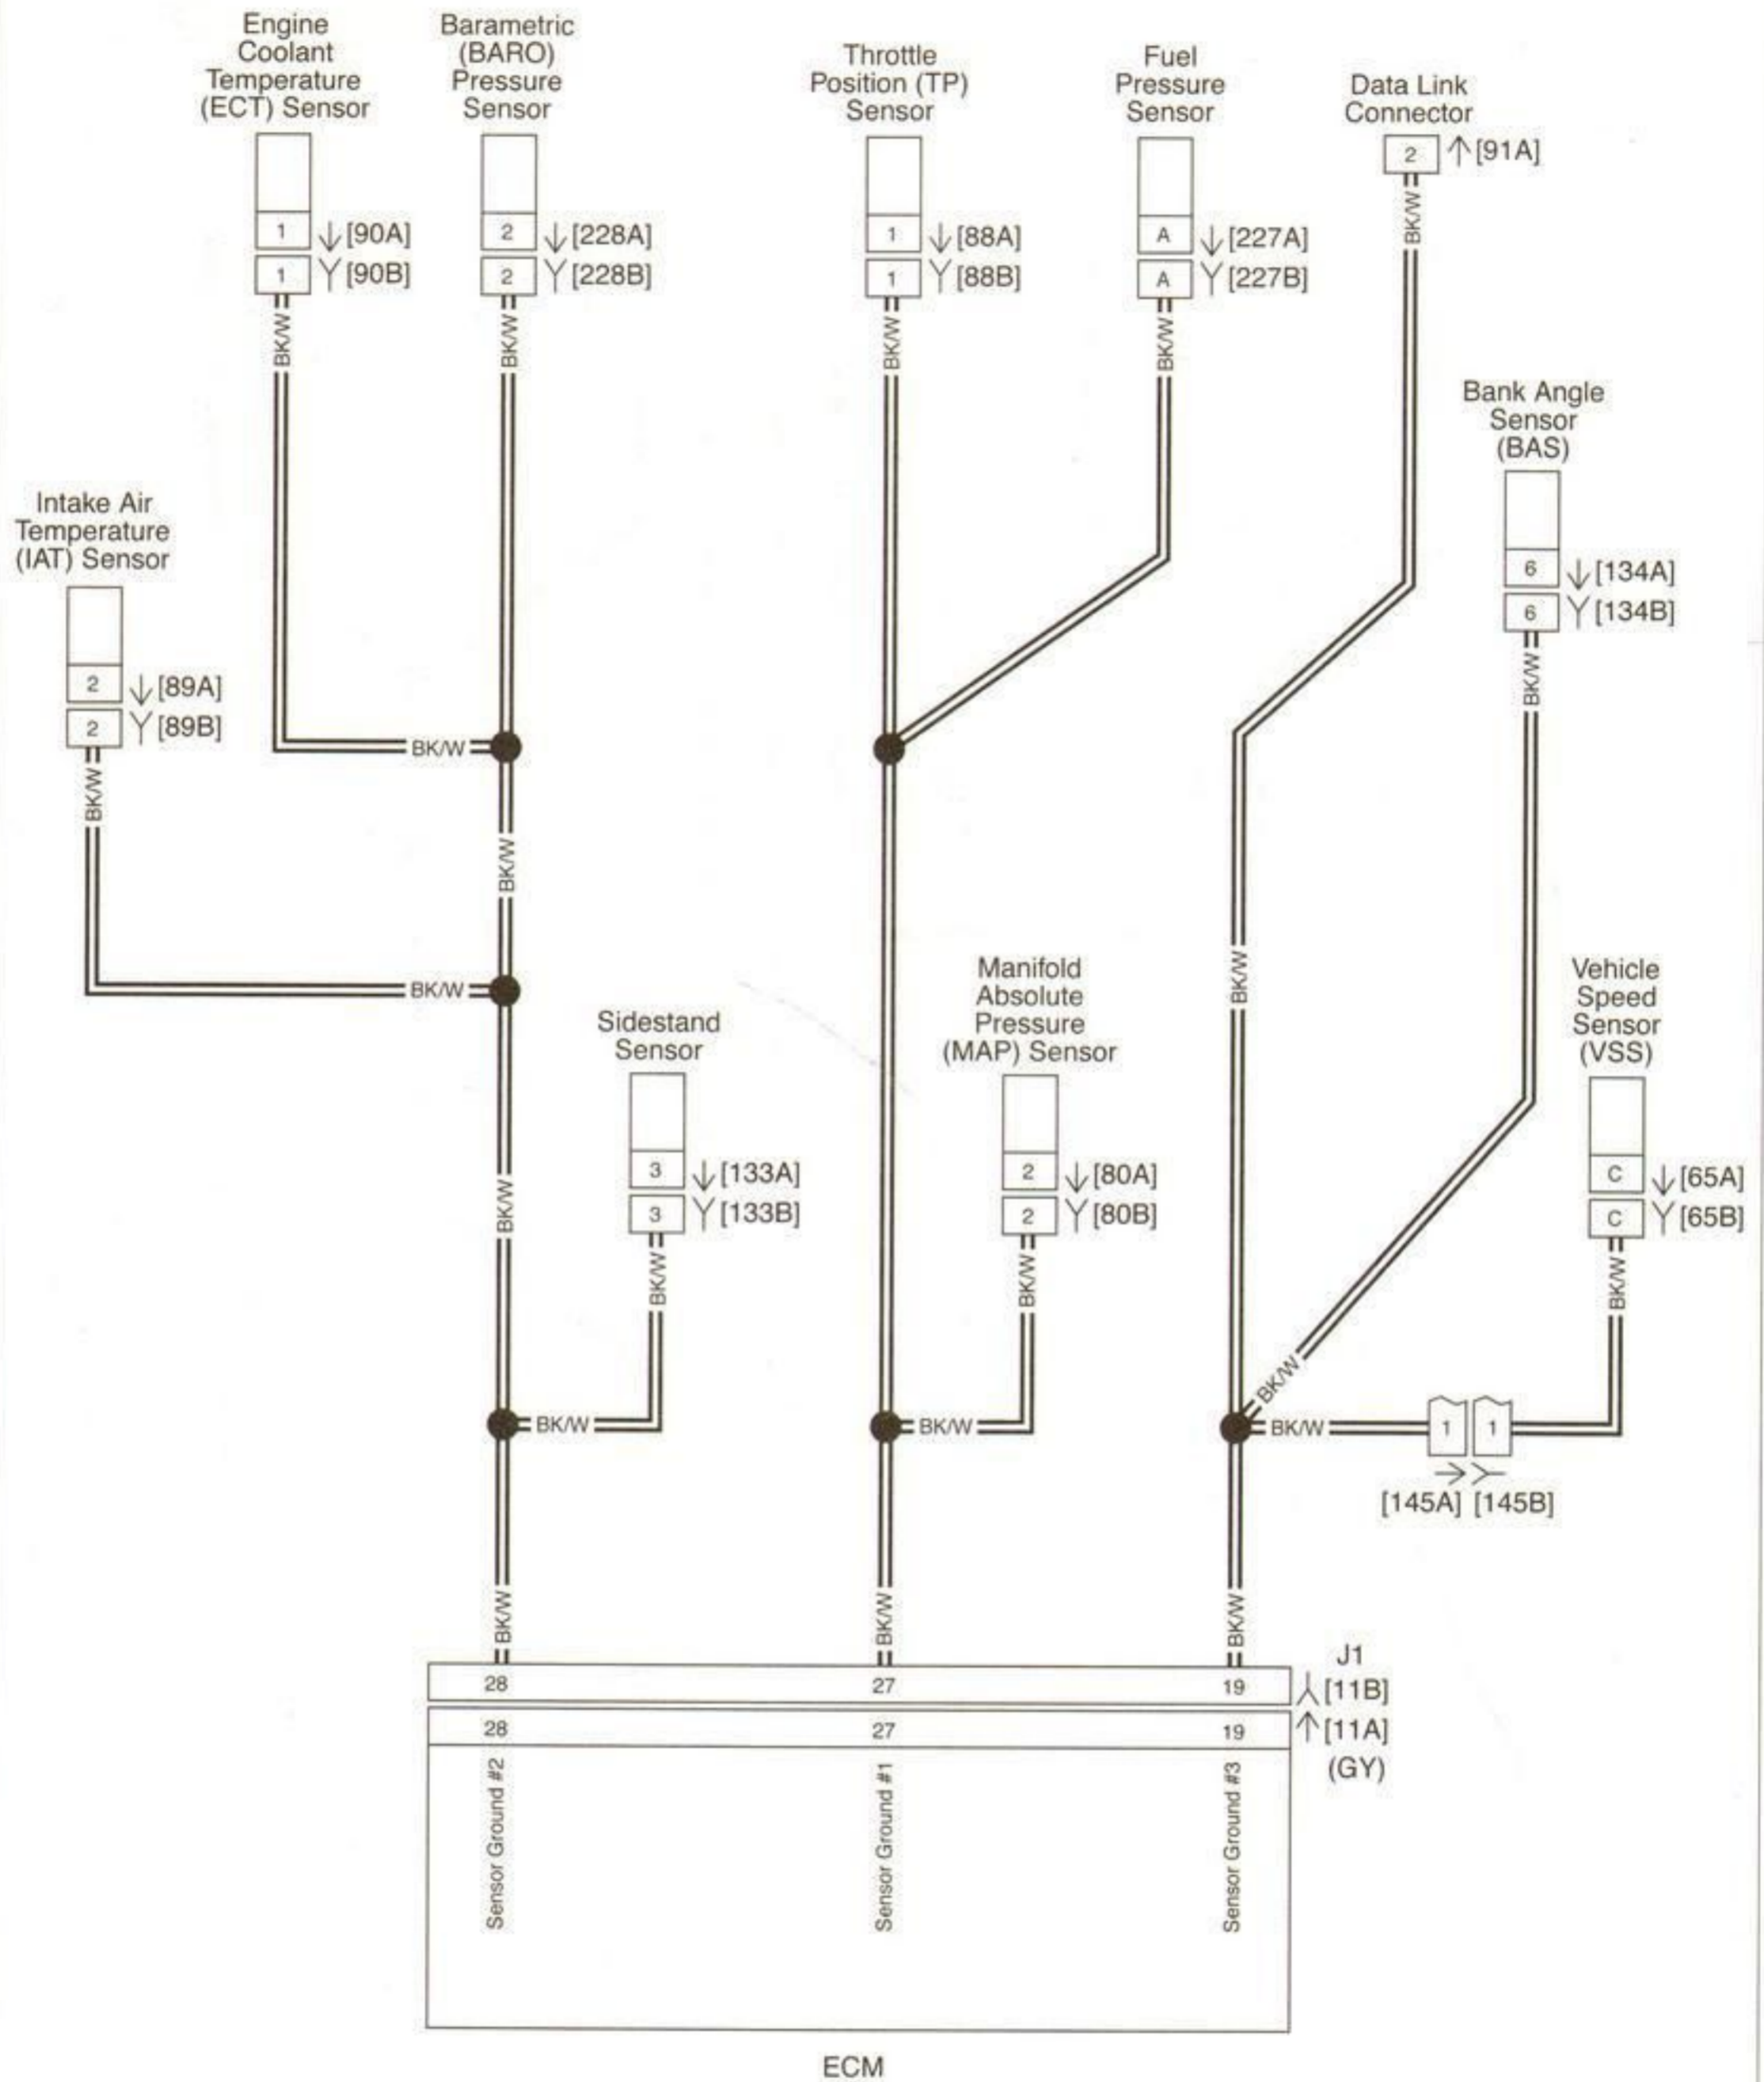 Engine
Coolant
Temperature
(ECT) Sensor
1
[90A]
1
[90B]
BK/W
BK/W
Barametric
(BARO)
Pressure
Sensor
2
[228A]
2
[228B]
BK/W
BK/W
BK/W
BK/W
Throttle
Position (TP)
Sensor
1
[88A]
1
[88B]
BK/W
BK/W
Fuel
Pressure
Sensor
A
[227A]
A
[227B]
BK/W
Data Link
Connector
2
[91A]
BK/W
BK/W
BK/W
Bank Angle
Sensor
(BAS)
6
[134A]
6
[134B]
BK/W
BK/W
Intake Air
Temperature
(IAT) Sensor
2
[89A]
2
[89B]
BK/W
BK/W
Sidestand
Sensor
3
[133A]
3
[133B]
BK/W
BK/W
Manifold
Absolute
Pressure
(MAP) Sensor
2
[80A]
2
[80B]
BK/W
BK/W
Vehicle
Speed
Sensor
(VSS)
C
[65A]
C
[65B]
BK/W
BK/W
1
1
[145A]
[145B]
J1
28
27
19
[11B]
28
27
19
[11A]
(GY)
Sensor Ground #2
Sensor Ground #1
Sensor Ground #3
ECM